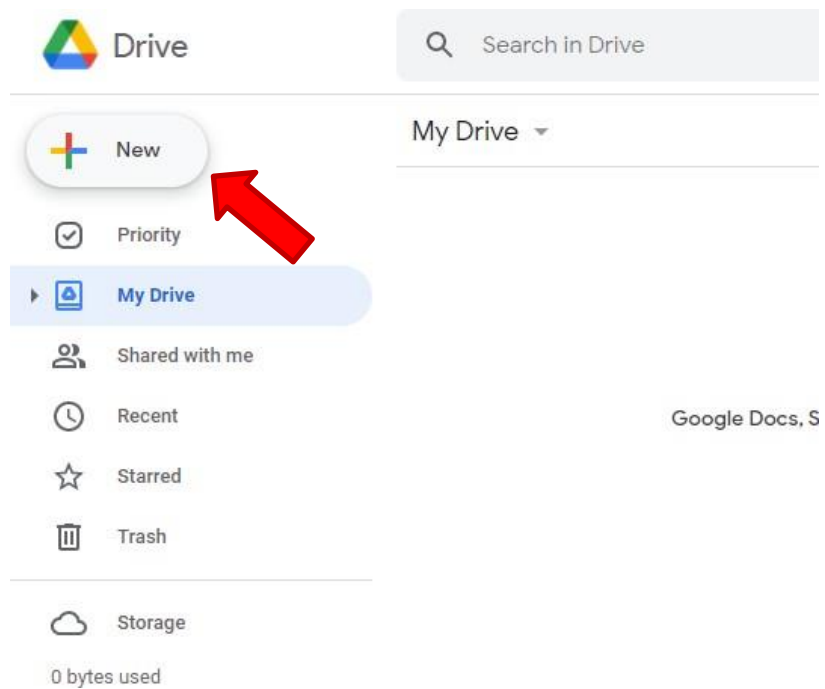 Drive
Search in Drive
New
My Drive
Priority
My Drive
Shared with me
Recent
Google Docs, S
Starred
Trash
Storage
0 bytes used